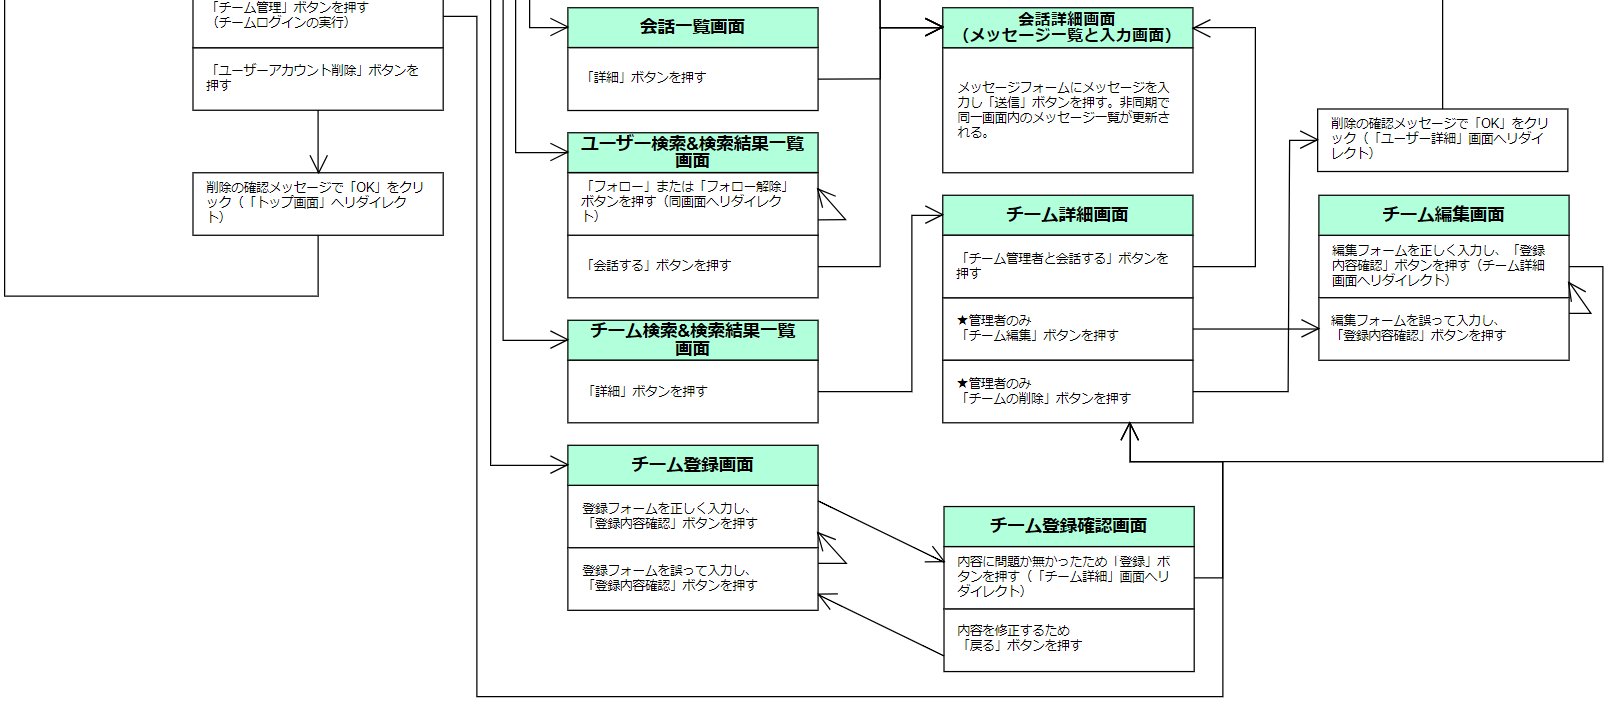 「チーム管理」ボタンを押す
（チームログインの実行）
「ユーザーアカウント削除」ボタンを
押す
削除の確認メッセージで「OK」をクリ
ック（「トップ画面」へリダイレク
ト）
会話一覧画面
「詳細」ボタンを押す
ユーザー検索&検索結果一覧
画面
「フォロー」または「フォロー解除」
ボタンを押す（同画面へリダイレク
ト）
「会話する」ボタンを押す
チーム検索&検索結果一覧
画面
「詳細」ボタンを押す
チーム登録画面
登録フォームを正しく入力し、
「登録内容確認」ボタンを押す
登録フォームを誤って入力し、
「登録内容確認」ボタンを押す
会話詳細画面
（メッセージ一覧と入力画面）
メッセージフォームにメッセージを入
力し「送信」ボタンを押す。非同期で
同一画面内のメッセージ一覧が更新さ
れる。
チーム詳細画面
「チーム管理者と会話する」ボタンを
押す
★管理者のみ
「チーム編集」ボタンを押す
★管理者のみ
「チームの削除」ボタンを押す
チーム登録確認画面
内容に問題が無かったため「登録」ボ
タンを押す（「チーム詳細」画面へリ
ダイレクト）
内容を修正するため
「戻る」ボタンを押す
削除の確認メッセージで「OK」をクリ
ック（「ユーザー詳細」画面へリダイ
レクト）
チーム編集画面
編集フォームを正しく入力し、「登録
内容確認」ボタンを押す（チーム詳細
画面へリダイレクト）
編集フォームを誤って入力し、
「登録内容確認」ボタンを押す